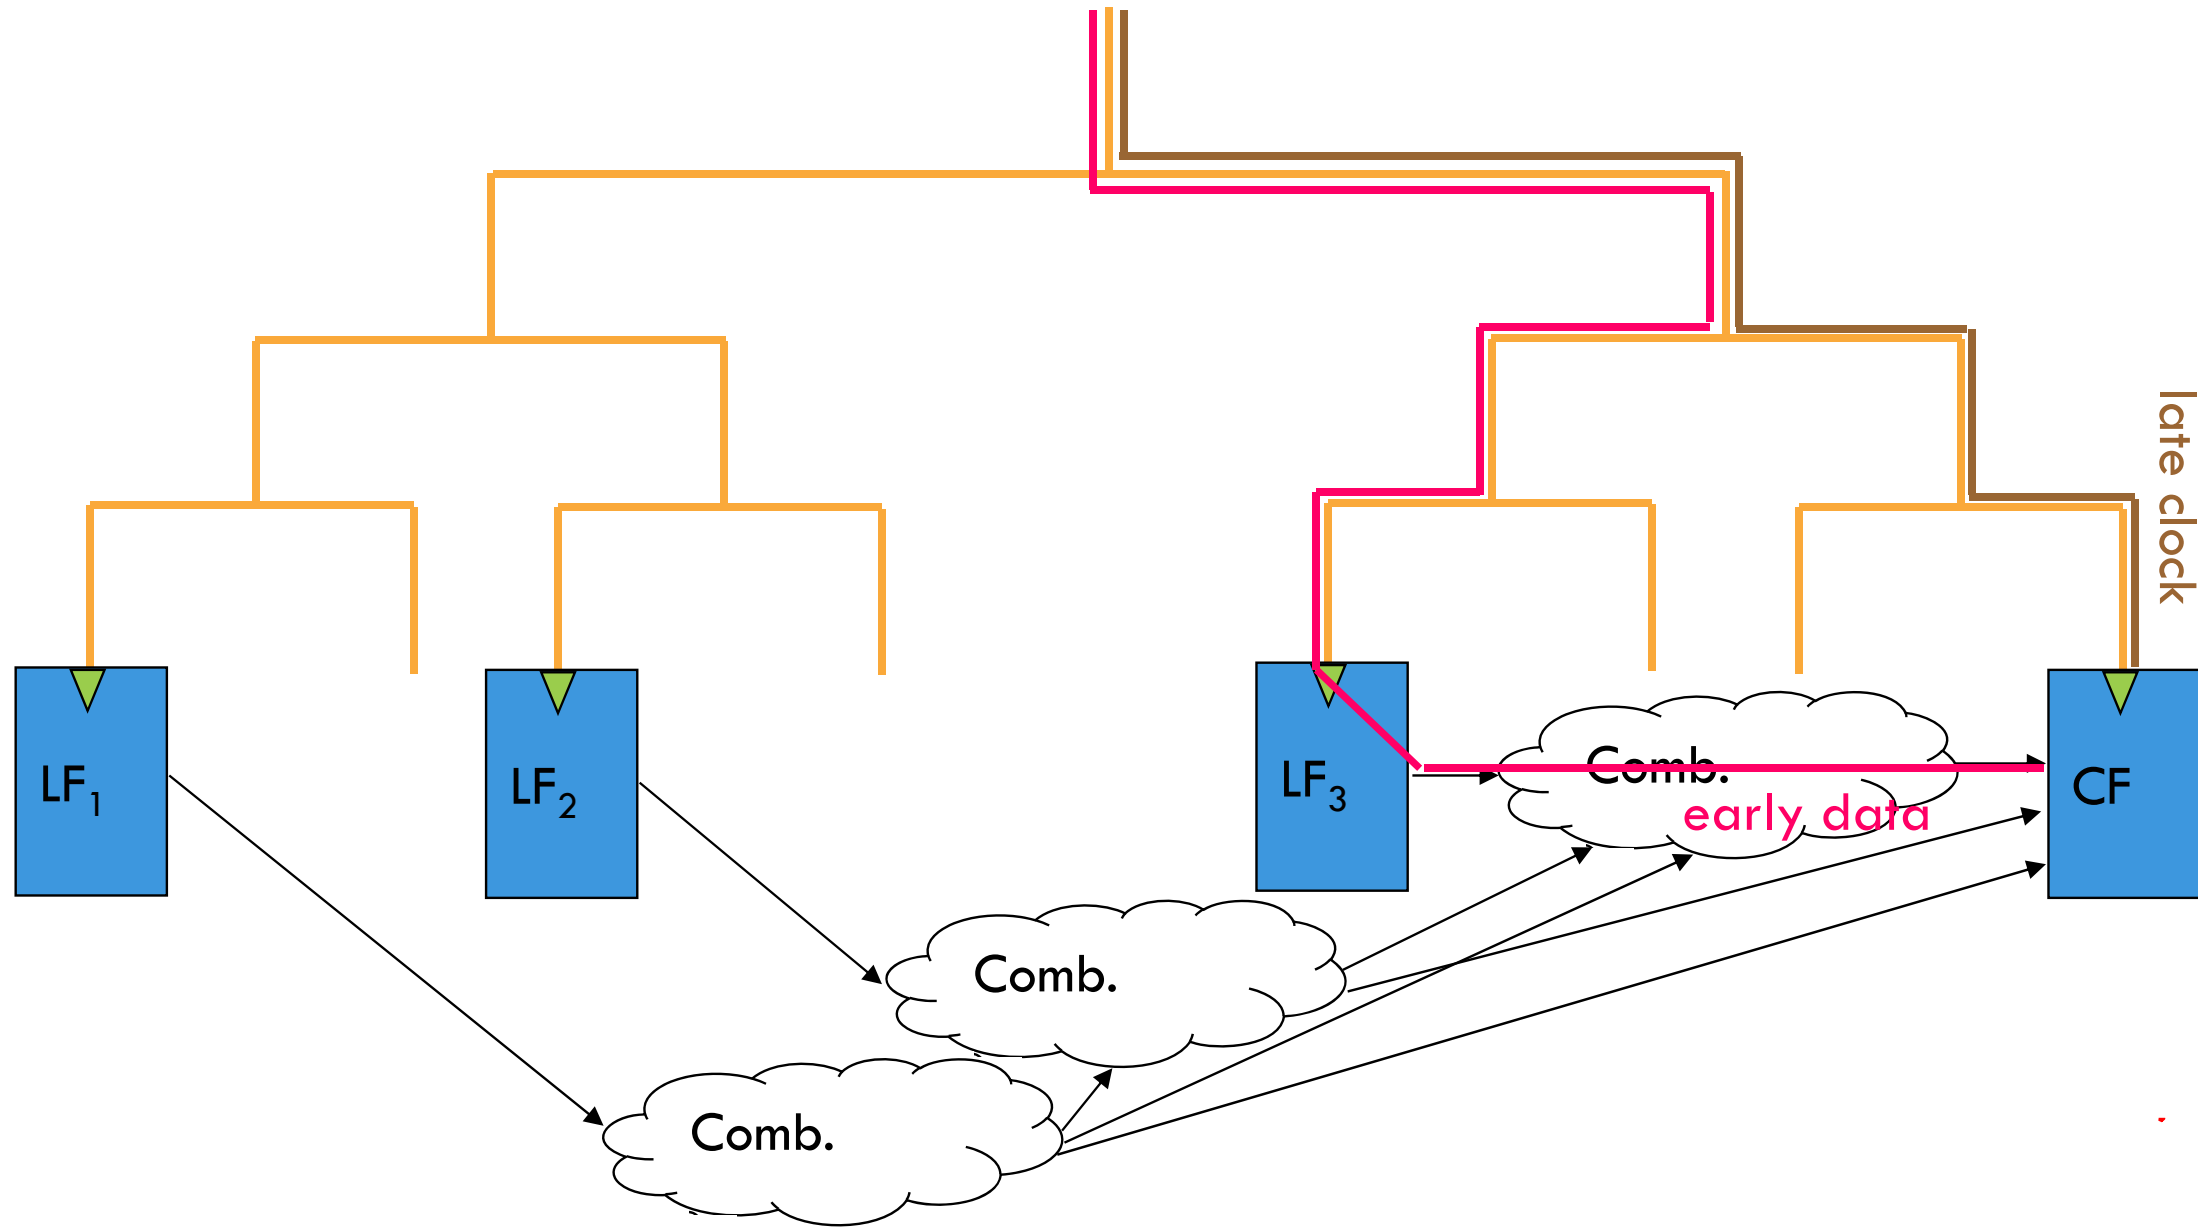 late clock
LF1
LF2
LF3
Comb.
CF
early data
Comb.
Comb.